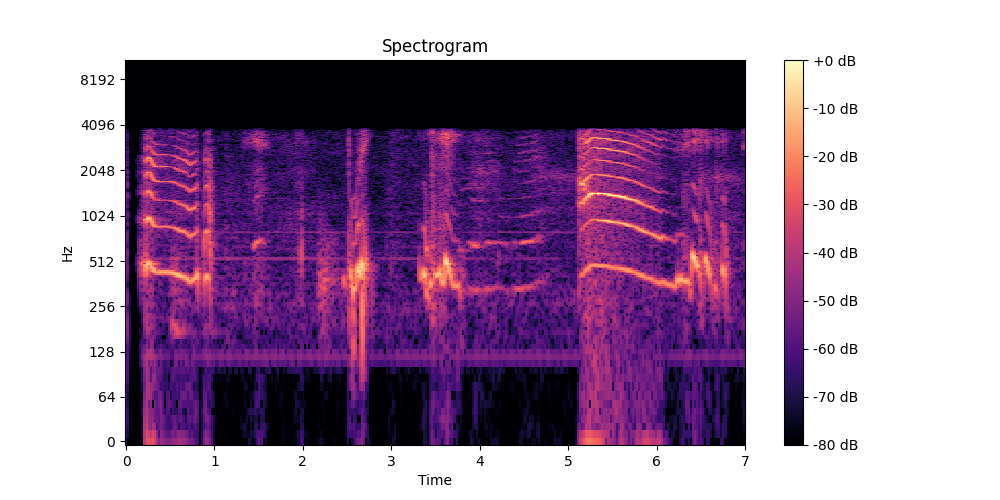 Spectrogram
8192
4096
2048
1024
512
256
128
64
0
Hz
0 1 2 3 4 5 6 7
Time
+0 dB
-10 dB
-20 dB
-30 dB
-40 dB
-50 dB
-60 dB
-70 dB
-80 dB